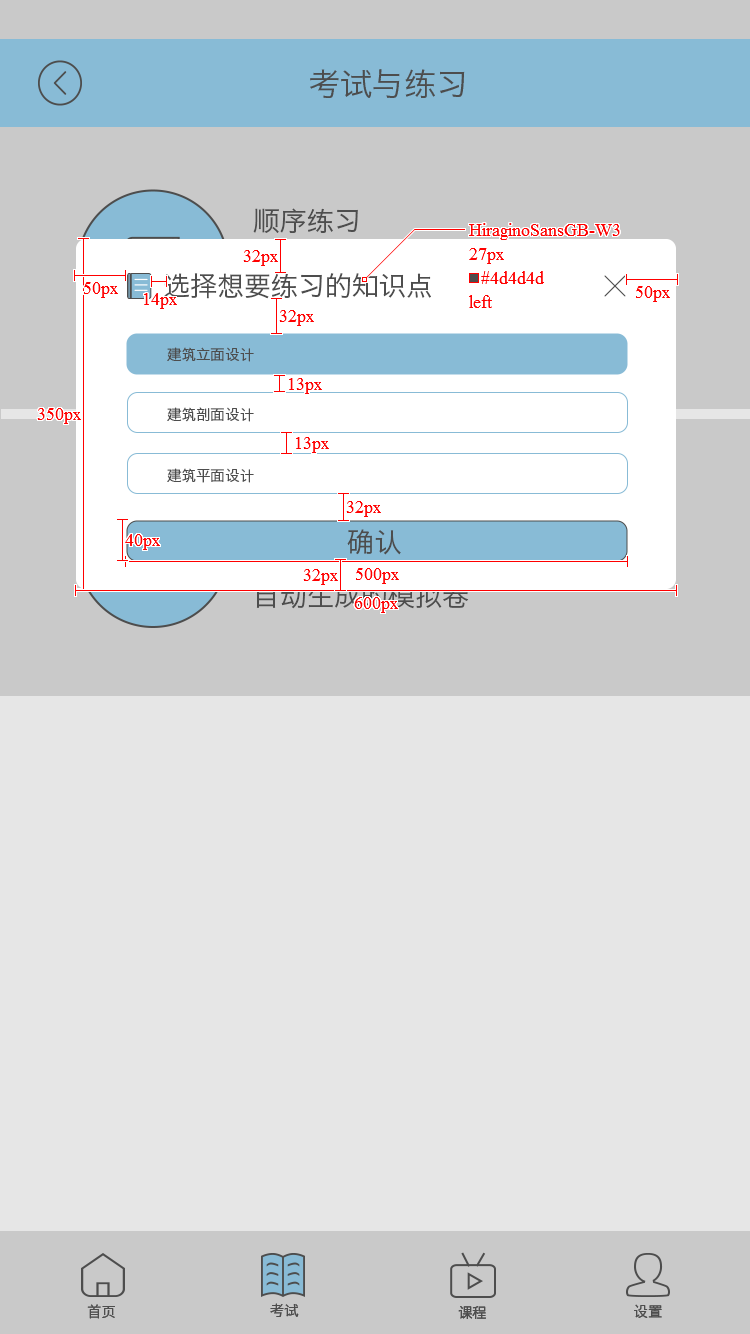 考试与练习
顺序练习
HiraginoSansGB-W3
32px
27px
选择想要练习的知识点
#4d4d4d
50px
14px
50px
left
32px
建筑立面设计
13px
350px
建筑剖面设计
13px
建筑平面设计
32px
40px
确认
32px
500px
自动生成的模拟卷
600px
首页
考试
课程
设置